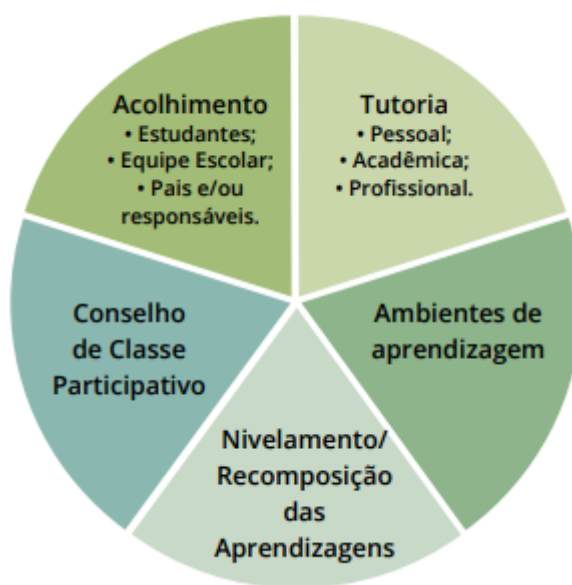 Acolhimento
• Estudantes;
• Equipe Escolar;
• Pais e/ou
responsáveis.
Tutoria
• Pessoal;
• Acadêmica;
• Profissional.
Conselho
de Classe
Participativo
Ambientes de
aprendizagem
Nivelamento/
Recomposição
das
Aprendizagens